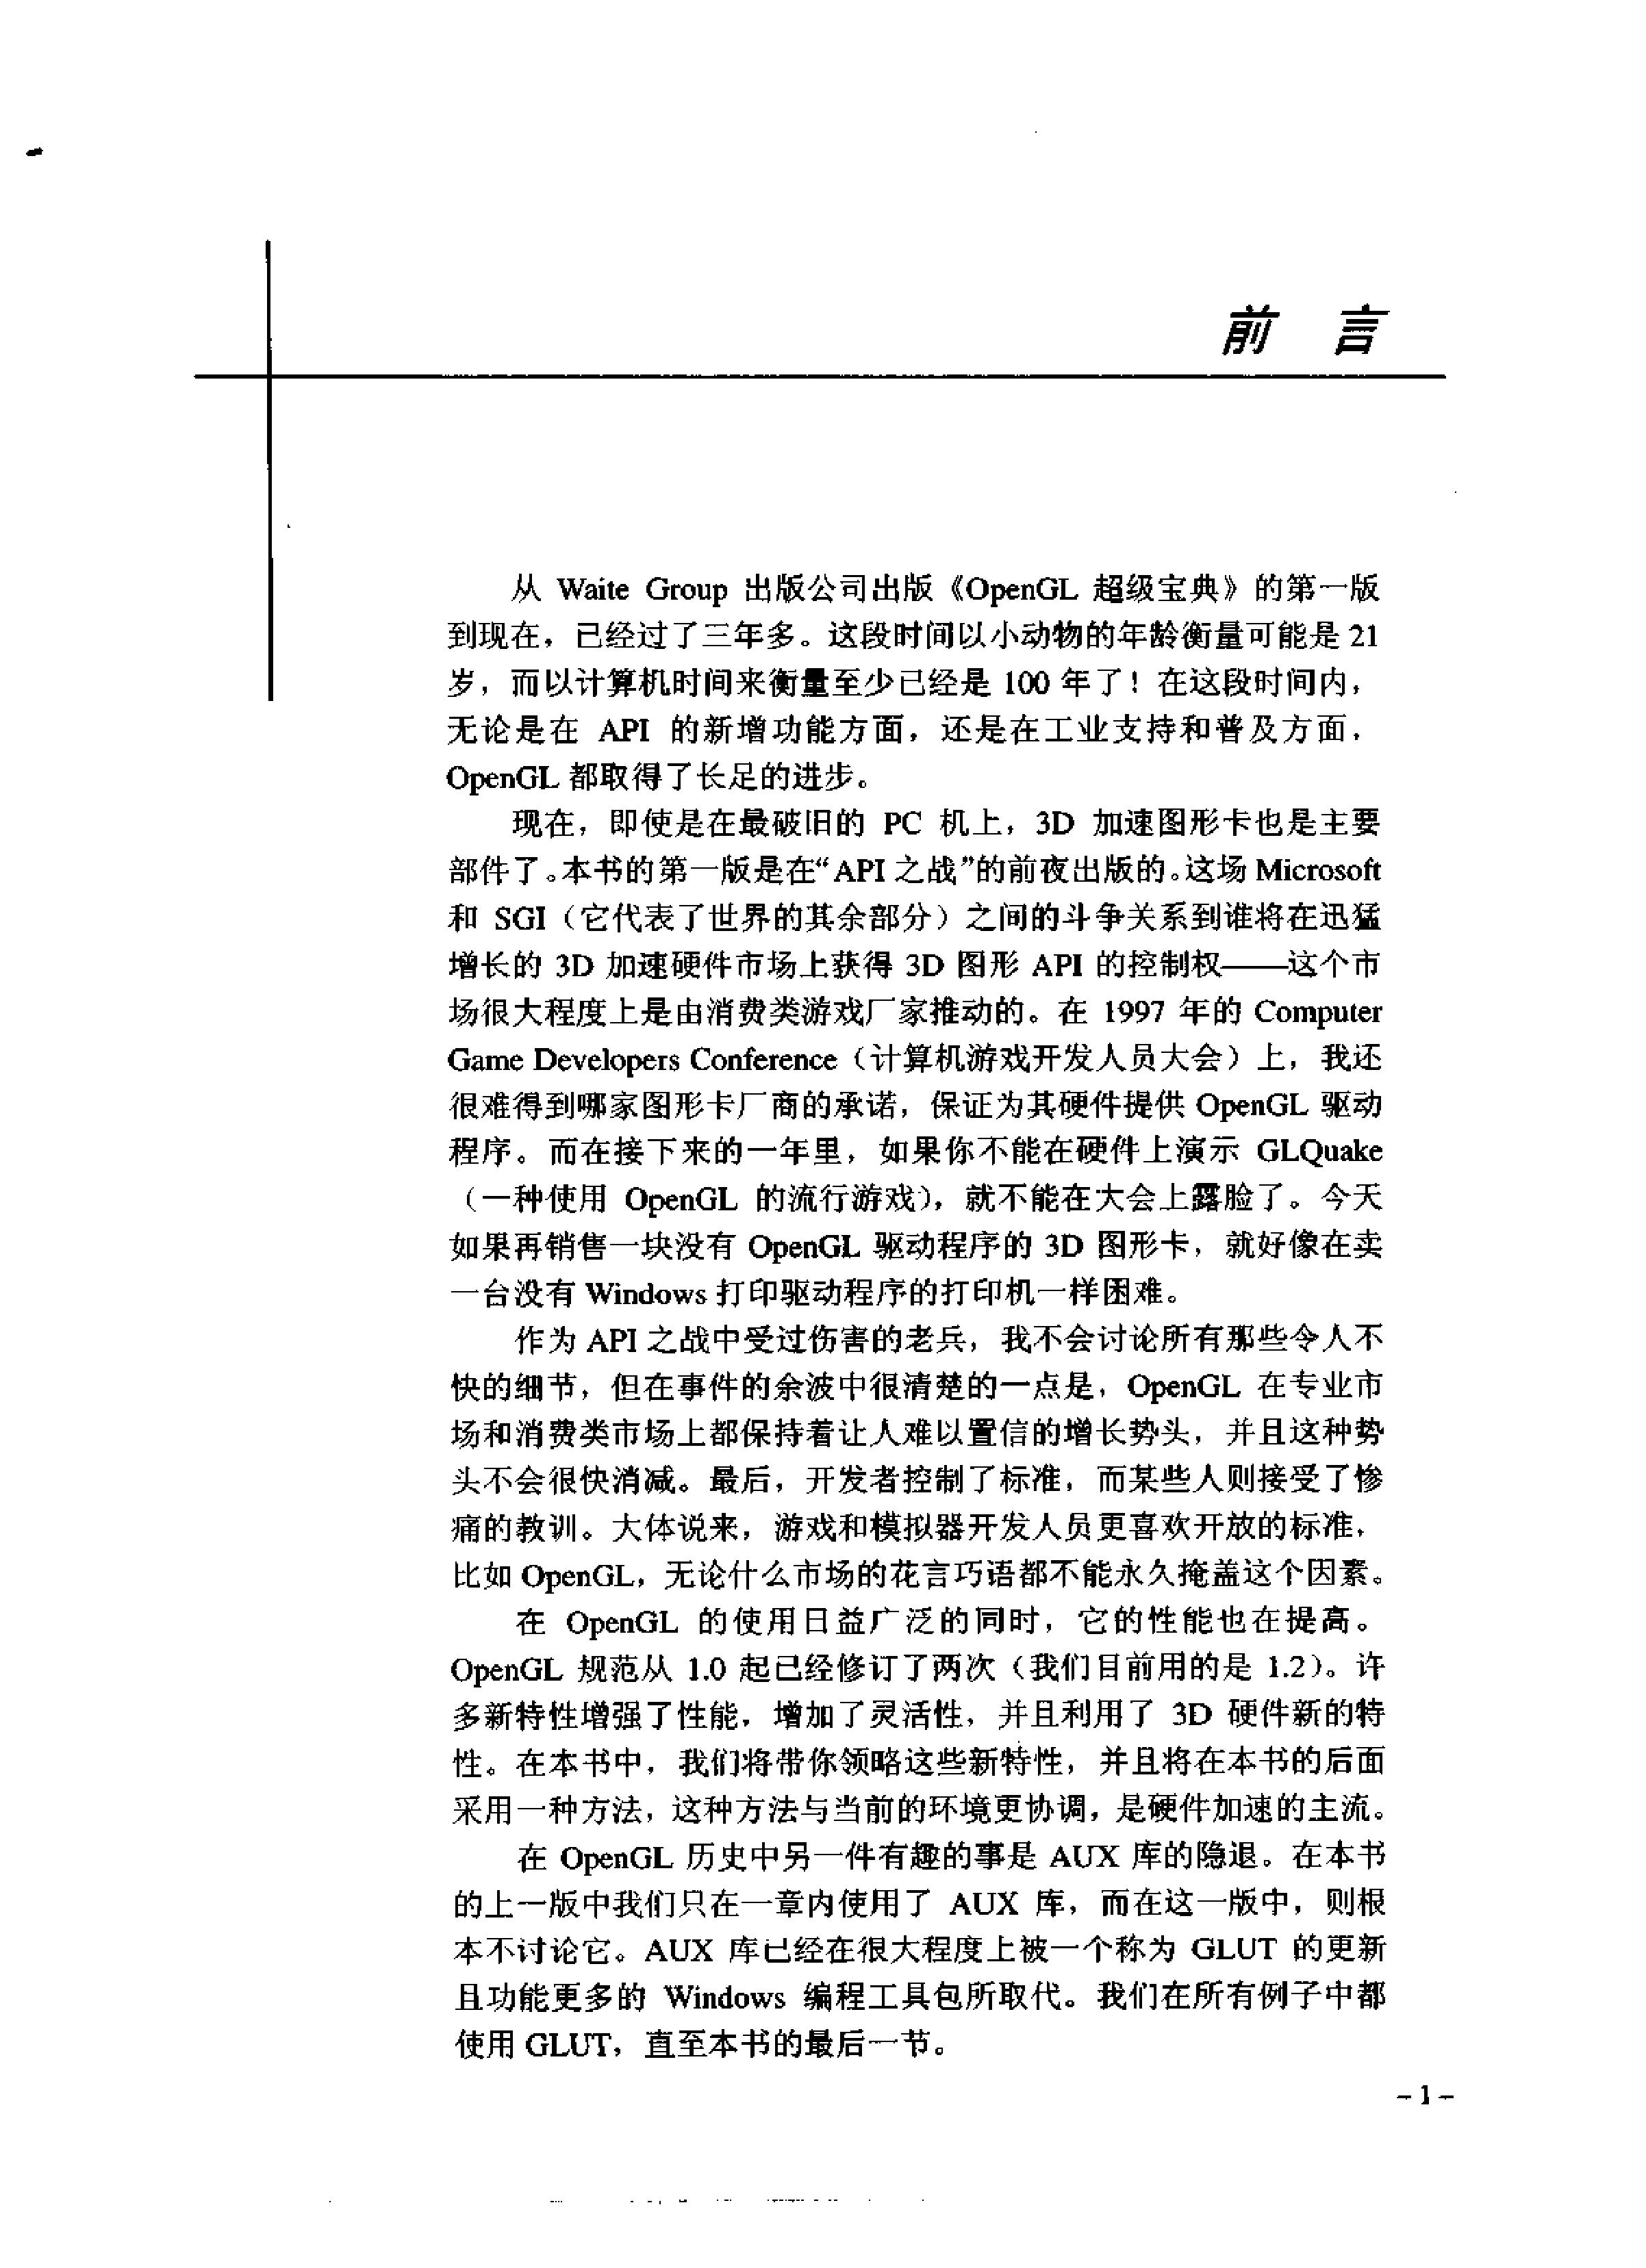 前 言
从 Waite Group 出版公司出版《OpenGL 超级宝典》的第一版
到现在，已经过了三年多。这段时间以小动物的年龄衡量可能是 21
岁，而以计算机时间来衡量至少已经是 100 年了！在这段时间内，
无论是在 API 的新增功能方面，还是在工业支持和普及方面，
OpenGL 都取得了长足的进步。
现在，即使是在最破旧的 PC 机上，3D 加速图形卡也是主要
部件了。本书的第一版是在“API 之战”的前夜出版的。这场 Microsoft
和 SGI（它代表了世界的其余部分）之间的斗争关系到谁将在迅猛
增长的 3D 加速硬件市场上获得 3D 图形 API 的控制权——这个市
场很大程度上是由消费类游戏厂家推动的。在 1997 年的 Computer
Game Developers Conference（计算机游戏开发人员大会）上，我还
很难得到哪家图形卡厂商的承诺，保证为其硬件提供 OpenGL 驱动
程序。而在接下来的一年里，如果你不能在硬件上演示 GLQuake
（一种使用 OpenGL 的流行游戏），就不能在大会上露脸了。今天
如果再销售一块没有 OpenGL 驱动程序的 3D 图形卡，就好像在卖
一台没有 Windows 打印驱动程序的打印机一样困难。
作为 API 之战中受过伤害的老兵，我不会讨论所有那些令人不
快的细节，但在事件的余波中很清楚的一点是，OpenGL 在专业市
场和消费类市场上都保持着让人难以置信的增长势头，并且这种势
头不会很快消减。最后，开发者控制了标准，而某些人则接受了惨
痛的教训。大体说来，游戏和模拟器开发人员更喜欢开放的标准，
比如 OpenGL，无论什么市场的花言巧语都不能永久掩盖这个因素。
在 OpenGL 的使用日益广泛的同时，它的性能也在提高。
OpenGL 规范从 1.0 起已经修订了两次（我们目前用的是 1.2）。许
多新特性增强了性能，增加了灵活性，并且利用了 3D 硬件新的特
性。在本书中，我们将带你领略这些新特性，并且将在本书的后面
采用一种方法，这种方法与当前的环境更协调，是硬件加速的主流。
在 OpenGL 历史中另一件有趣的事是 AUX 库的隐退。在本书
的上一版中我们只在一章内使用了 AUX 库，而在这一版中，则根
本不讨论它。AUX 库已经在很大程度上被一个称为 GLUT 的更新
且功能更多的 Windows 编程工具包所取代。我们在所有例子中都
使用 GLUT，直至本书的最后一节。
－1－